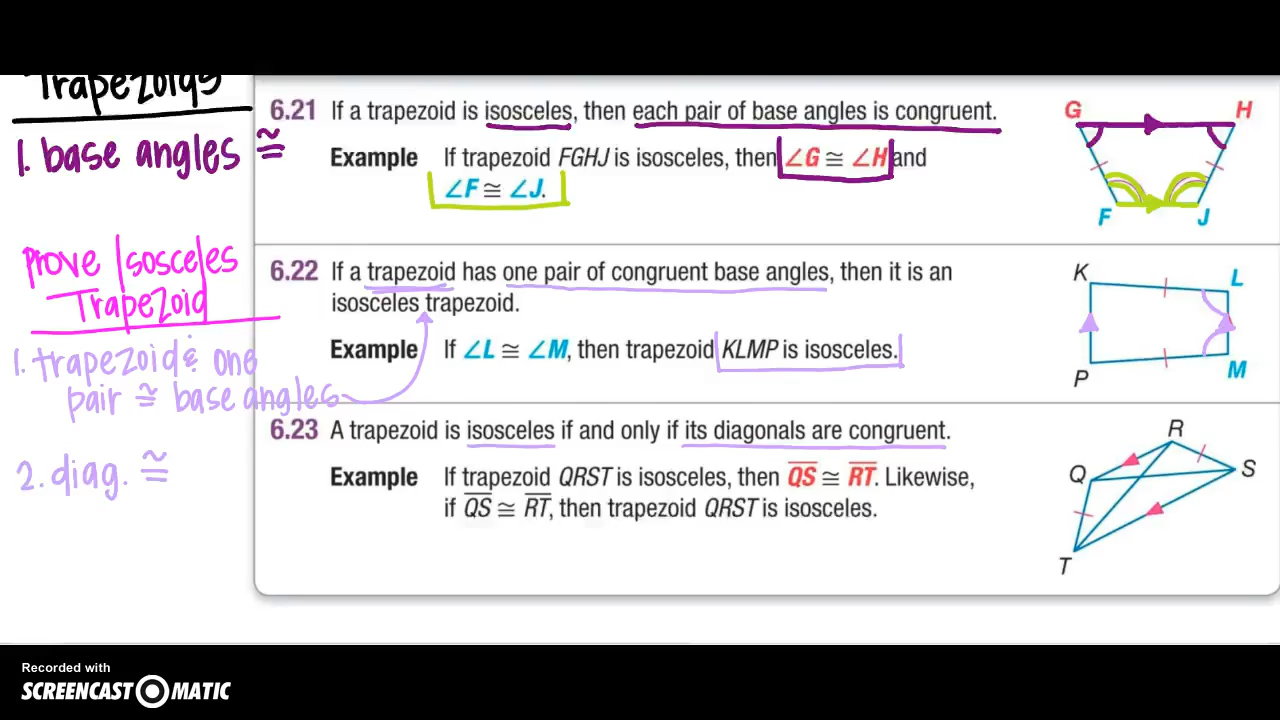 Trapezoids
1. base angles ≅
prove Isosceles
Trapezoid
1. trapezoid & one
pair ≅ base angles
2. diag. ≅
6.21 If a trapezoid is isosceles, then each pair of base angles is congruent.
Example If trapezoid FGHJ is isosceles, then ∠G ≅ ∠H and
∠F ≅ ∠J.
G H
F J
6.22 If a trapezoid has one pair of congruent base angles, then it is an
isosceles trapezoid.
Example If ∠L ≅ ∠M, then trapezoid KLMP is isosceles.
K L
P M
6.23 A trapezoid is isosceles if and only if its diagonals are congruent.
Example If trapezoid QRST is isosceles, then Q̅S̅ ≅ R̅T̅. Likewise,
if Q̅S̅ ≅ R̅T̅, then trapezoid QRST is isosceles.
R
Q S
T
Recorded with
SCREENCAST MATIC